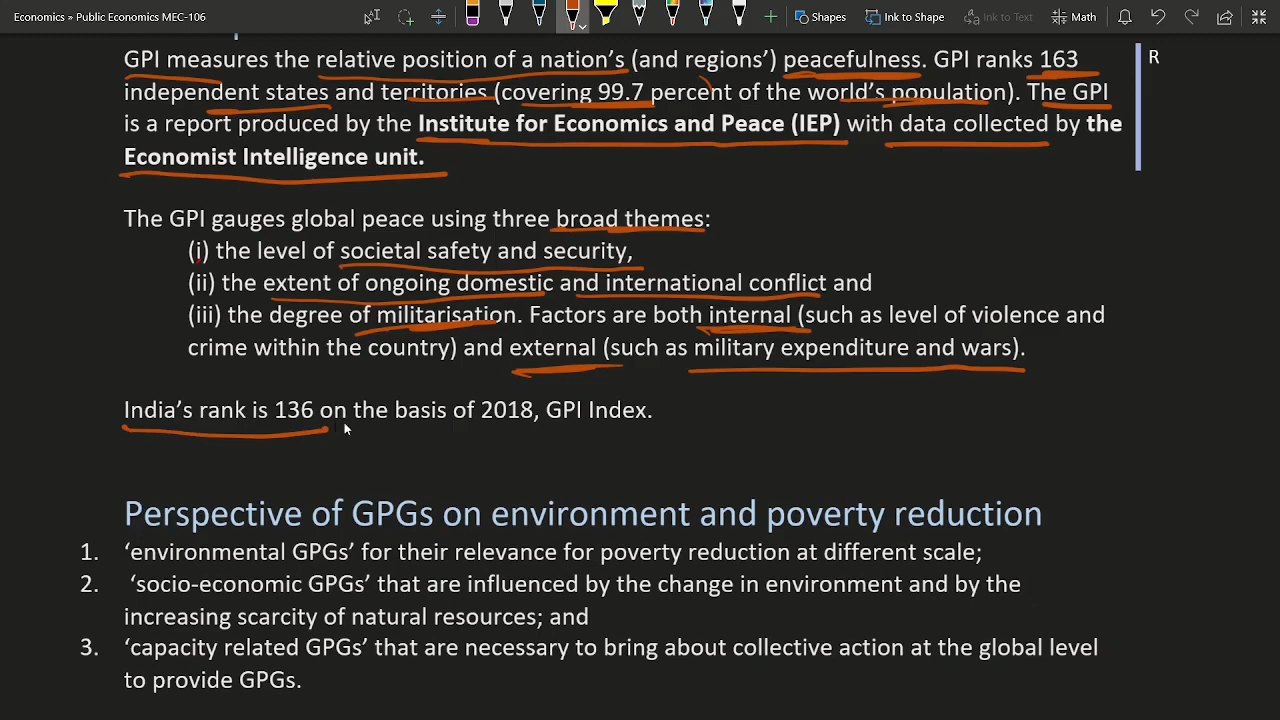 Economics » Public Economics MEC-106
Shapes
Ink to Shape
Ink to Text
Math
GPI measures the relative position of a nation's (and regions') peacefulness. GPI ranks 163
R
independent states and territories (covering 99.7 percent of the world's population). The GPI
is a report produced by the Institute for Economics and Peace (IEP) with data collected by the
Economist Intelligence unit.
The GPI gauges global peace using three broad themes:
(i) the level of societal safety and security,
(ii) the extent of ongoing domestic and international conflict and
(iii) the degree of militarisation. Factors are both internal (such as level of violence and
crime within the country) and external (such as military expenditure and wars).
India's rank is 136 on the basis of 2018, GPI Index.
Perspective of GPGs on environment and poverty reduction
1. 'environmental GPGs' for their relevance for poverty reduction at different scale;
2. 'socio-economic GPGs' that are influenced by the change in environment and by the
increasing scarcity of natural resources; and
3. 'capacity related GPGs' that are necessary to bring about collective action at the global level
to provide GPGs.